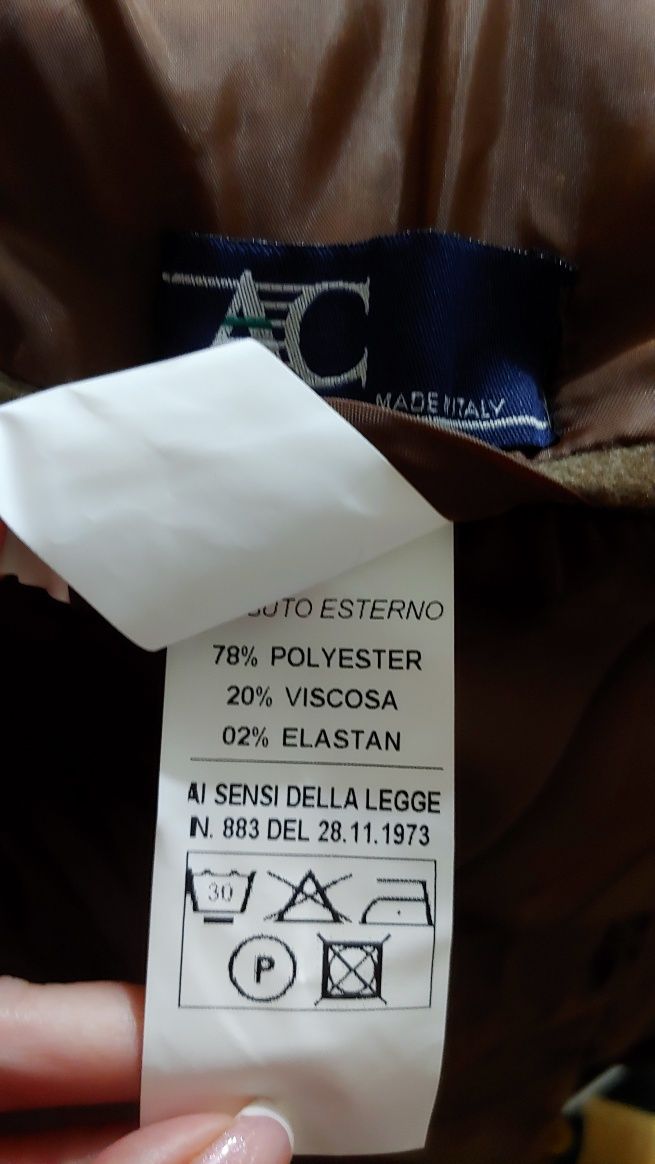 AC
MADE IN ITALY
ESTERNO
78% POLYESTER
20% VISCOSA
02% ELASTAN
AI SENSI DELLA LEGGE
N. 883 DEL 28.11.1973
30
P